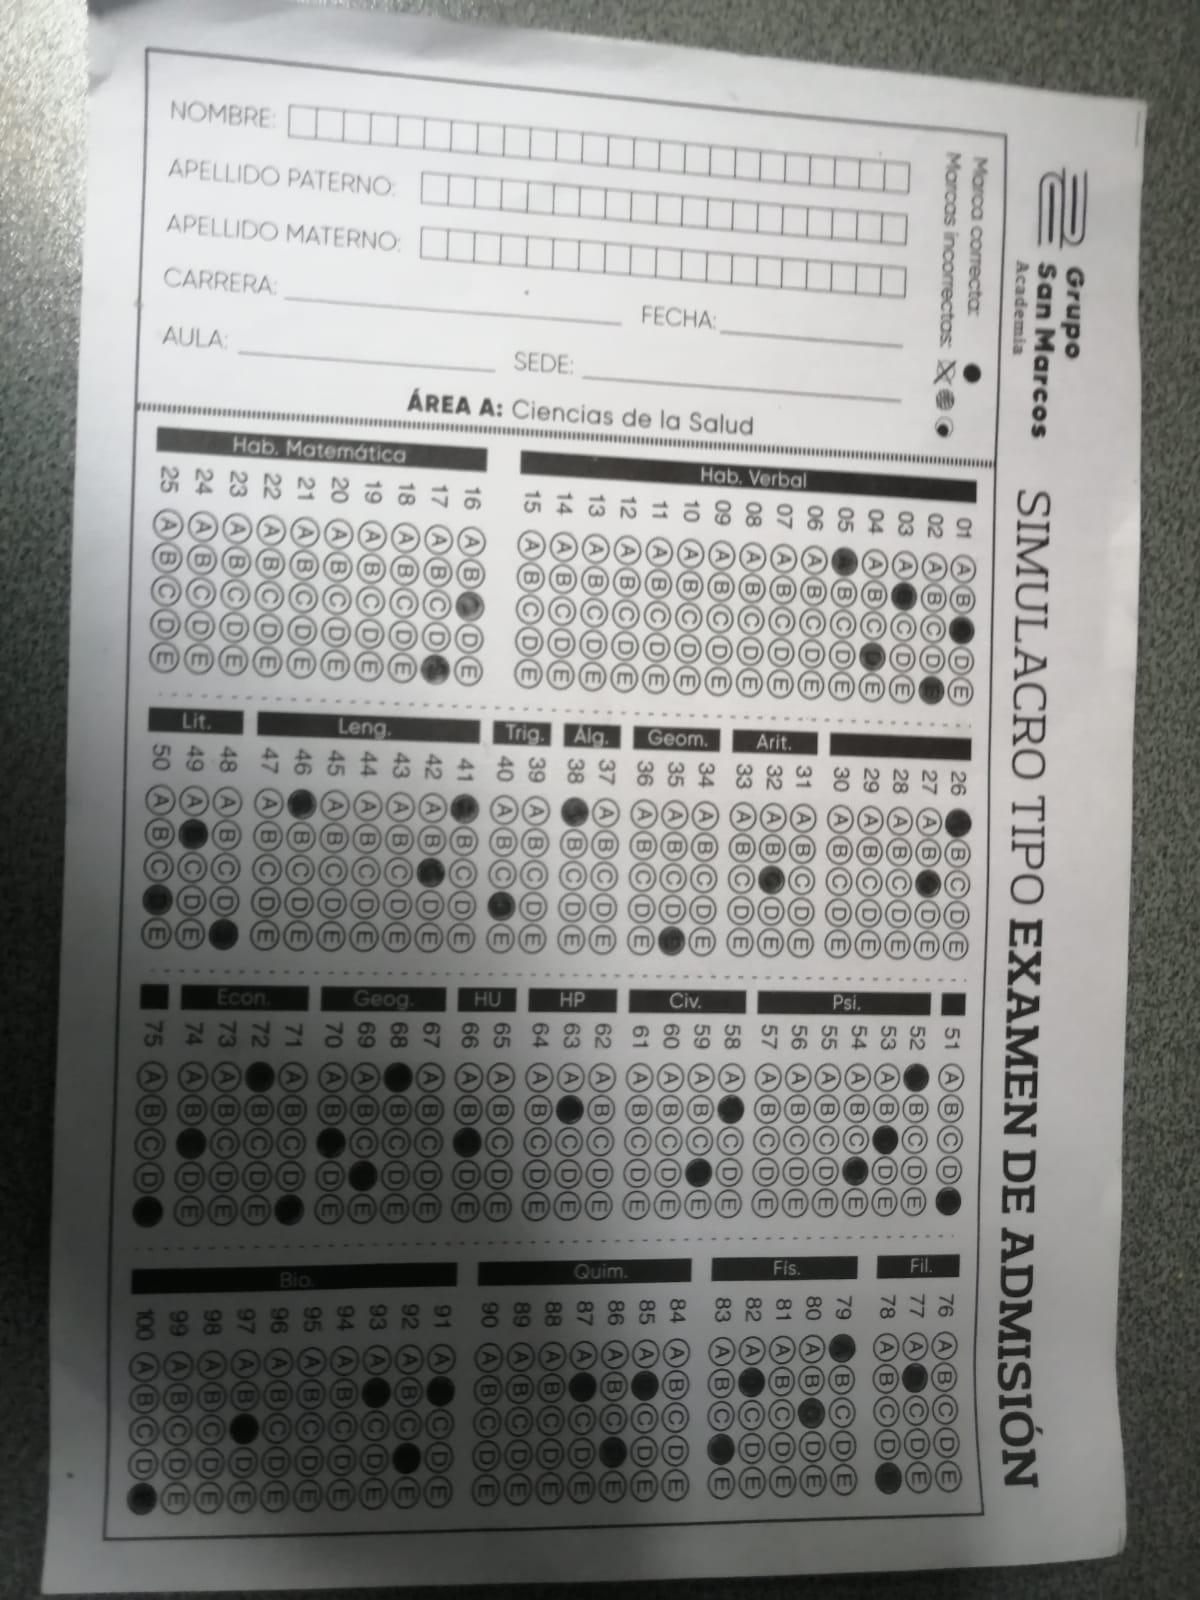 Grupo
San Marcos
Academia
SIMULACRO TIPO EXAMEN DE ADMISIÓN
Marca correcta:
Marcas incorrectas:
NOMBRE:
APELLIDO PATERNO:
APELLIDO MATERNO:
CARRERA:
FECHA:
AULA:
SEDE:
ÁREA A: Ciencias de la Salud
Hab. Verbal
01 A B D E
02 A B C D E
03 A C D E
04 A B C D E
05 B C D E
06 A B C D E
07 A B C D E
08 A B C D E
09 A B C D E
10 A B C D E
11 A B C D E
12 A B C D E
13 A B C D E
14 A B C D E
15 A B C D E
Hab. Matemática
16 A B D E
17 A B C D
18 A B C D E
19 A B C D E
20 A B C D E
21 A B C D E
22 A B C D E
23 A B C D E
24 A B C D E
25 A B C D E
26 B C D E
27 A B D E
28 A B C D E
29 A B C D E
30 A B C D E
Arit.
31 A B C D E
32 A B D E
33 A B C D E
Geom.
34 A B C D E
35 A B C D
36 A B C D E
Álg.
37 A B C D E
38 B C D E
Trig.
39 A B C D E
40 A B C E
Leng.
41 B C D E
42 A B D E
43 A B C D E
44 A B C D E
45 A B C D E
46 B C D E
47 A B C D E
Lit.
48 A B C D
49 A C D E
50 A B C E
51 A B C D
Psi.
52 B C D E
53 A B D E
54 A B C E
55 A B C D E
56 A B C D E
57 A B C D E
Civ.
58 A C D E
59 A B C E
60 A B C D E
61 A B C D E
HP
62 A B C D E
63 A C D E
64 A B C D E
HU
65 A B C D E
66 A B D E
Geog.
67 A B C D E
68 B C D E
69 A B C E
70 A B D E
Econ.
71 A B C D
72 B C D E
73 A B C D E
74 A B D E
75 A B C D
Fil.
76 A B C D E
77 A C D E
78 A B C D
Fís.
79 B C D E
80 A B D E
81 A B C D E
82 A C D E
83 A B C E
Quim.
84 A B C D E
85 A C D E
86 A B C E
87 A C D E
88 A B C D E
89 A B C D E
90 A B C D E
Bio.
91 A C D E
92 A B C E
93 A C D E
94 A B C D E
95 A B C D E
96 A B C D E
97 A B D E
98 A B C D E
99 A B C D E
100 A B C D